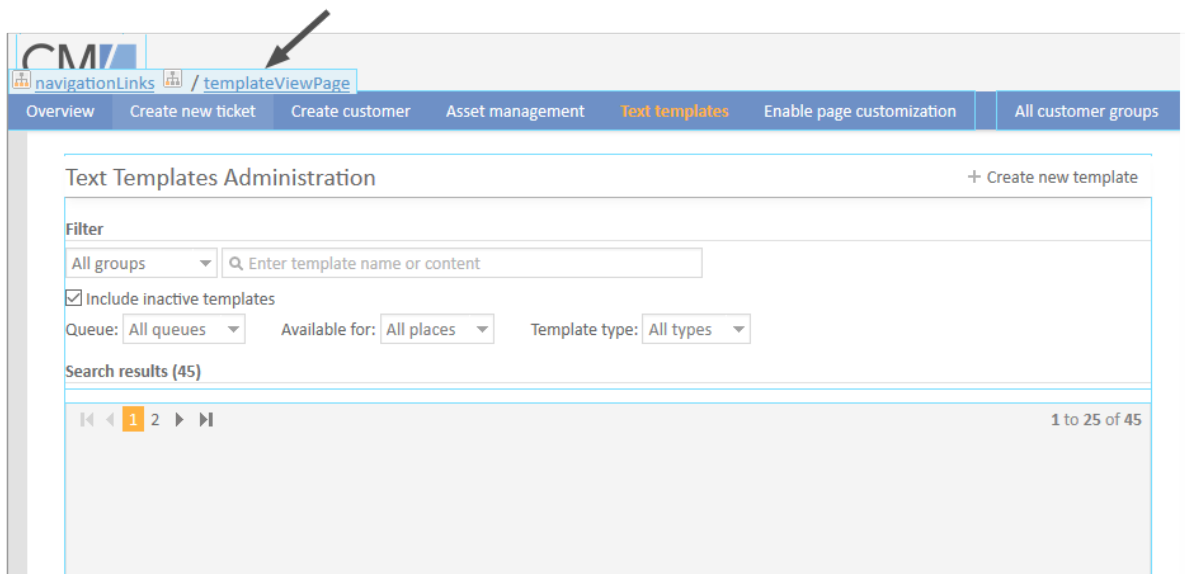 CM/
navigationLinks / templateViewPage
Overview Create new ticket Create customer Asset management Text templates Enable page customization All customer groups
Text Templates Administration + Create new template
Filter
All groups Enter template name or content
Include inactive templates
Queue: All queues Available for: All places Template type: All types
Search results (45)
1 2 1 to 25 of 45